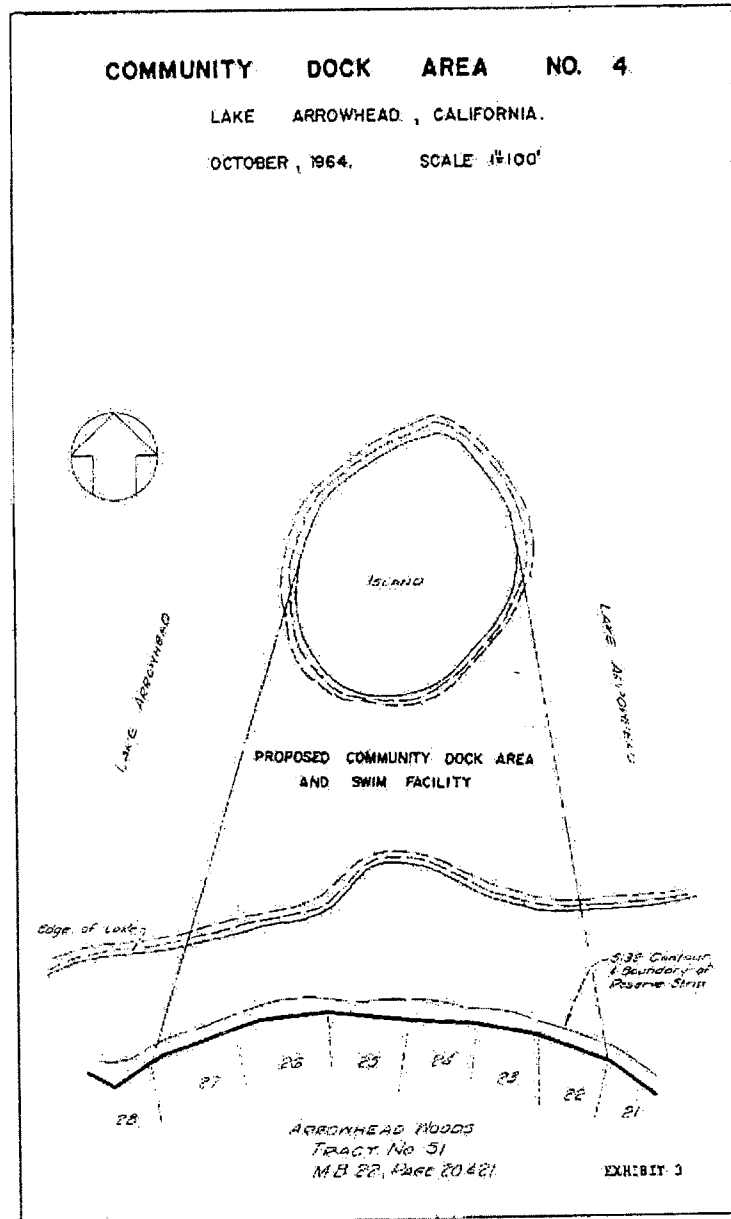 COMMUNITY DOCK AREA NO. 4
LAKE ARROWHEAD, CALIFORNIA.
OCTOBER, 1964. SCALE 1"=100'
ISLAND
LAKE ARROWHEAD
LAKE ARROWHEAD
PROPOSED COMMUNITY DOCK AREA
AND SWIM FACILITY
Edge of Lake
Contour
& Boundary of
Reserve Strip
28
27
26
25
24
23
22
21
ARROWHEAD WOODS
TRACT No 51
M.B. 22, PAGE 20 & 21
EXHIBIT